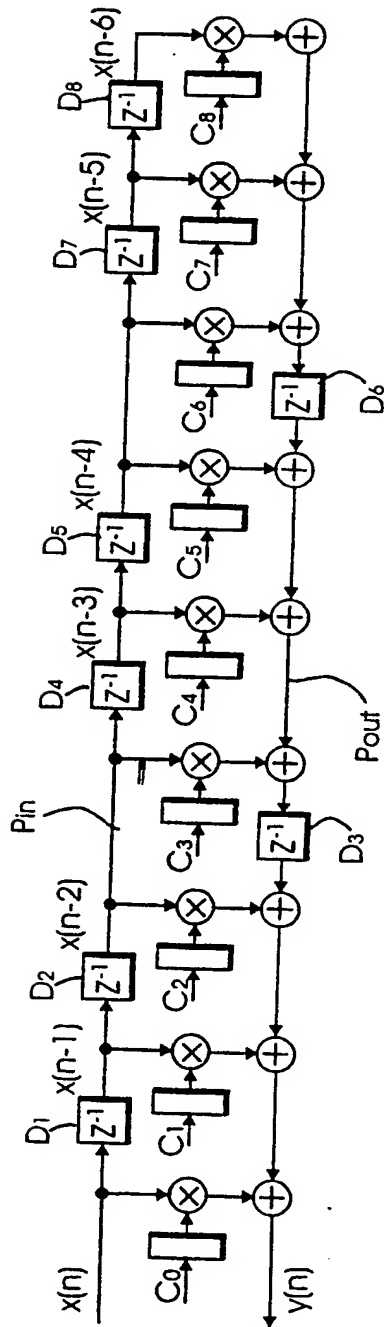 x(n)
D1
Z-1
x(n-1)
D2
Z-1
x(n-2)
Pin
D4
Z-1
x(n-3)
D5
Z-1
x(n-4)
D7
Z-1
x(n-5)
D8
Z-1
x(n-6)
C0
C1
C2
C3
C4
C5
C6
C7
C8
y(n)
Z-1
D3
Pout
Z-1
D6